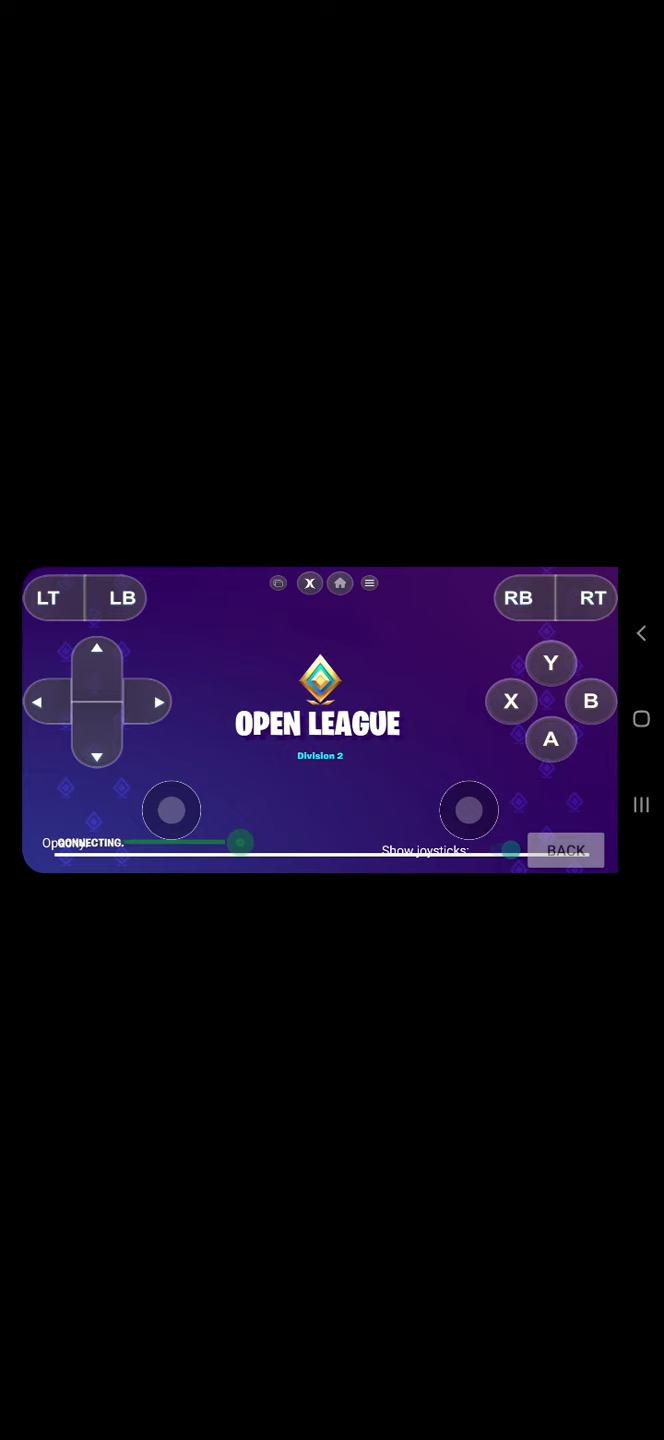 LT LB
X
RB RT
Y
X B
A
OPEN LEAGUE
Division 2
CONNECTING.
Show joysticks:
BACK